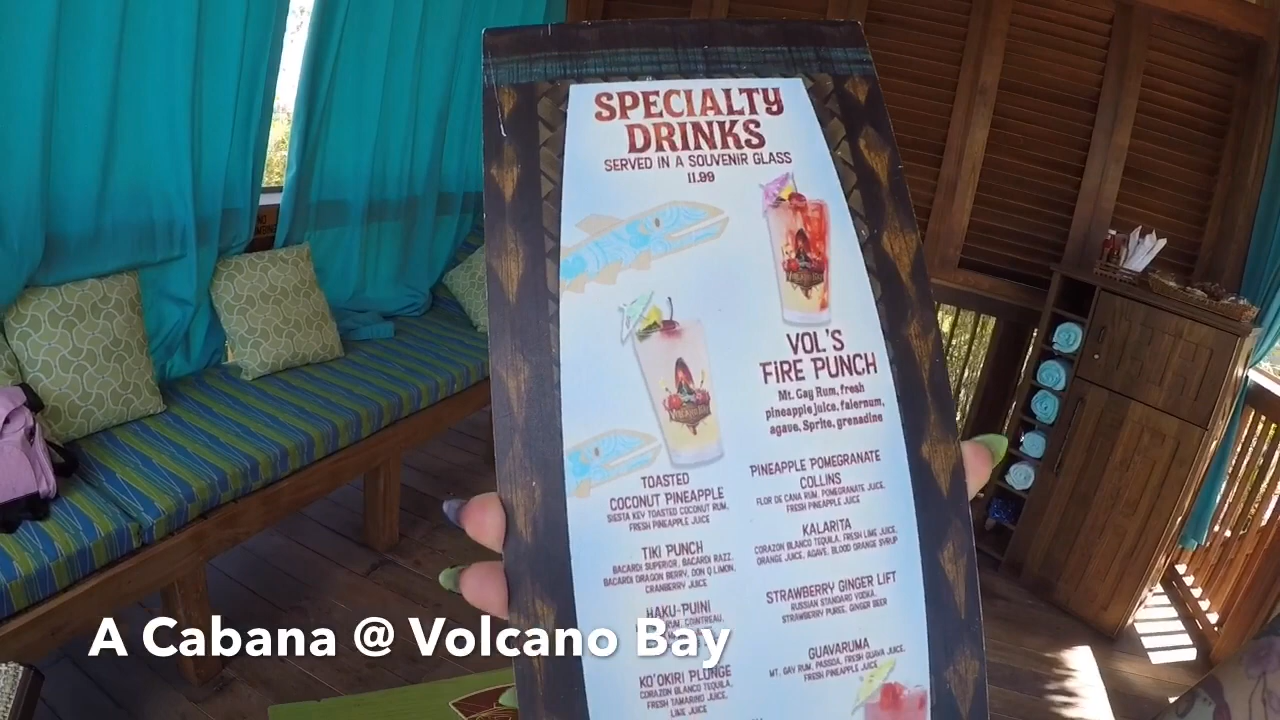 SPECIALTY
DRINKS
SERVED IN A SOUVENIR GLASS
11.99
VOL'S
FIRE PUNCH
Mt. Gay Rum, fresh
pineapple juice, falernum,
agave, Sprite, grenadine
TOASTED
COCONUT PINEAPPLE
SIESTA KEY TOASTED COCONUT RUM,
FRESH PINEAPPLE JUICE
TIKI PUNCH
BACARDI SUPERIOR, BACARDI RAZZ,
BACARDI DRAGON BERRY, DON Q LIMON,
CRANBERRY JUICE
HAKU-PUINI
RUM, COINTREAU,
KO'OKIRI PLUNGE
CORAZON BLANCO TEQUILA,
FRESH TAMARIND JUICE,
LIME JUICE
PINEAPPLE POMEGRANATE
COLLINS
FLOR DE CANA RUM, POMEGRANATE JUICE,
FRESH PINEAPPLE JUICE
KALARITA
CORAZON BLANCO TEQUILA, FRESH LIME JUICE,
ORANGE JUICE, AGAVE, BLOOD ORANGE SYRUP
STRAWBERRY GINGER LIFT
RUSSIAN STANDARD VODKA,
STRAWBERRY PUREE, GINGER BEER
GUAVARUMA
MT. GAY RUM, PASSOA, FRESH GUAVA JUICE,
FRESH PINEAPPLE JUICE
A Cabana @ Volcano Bay